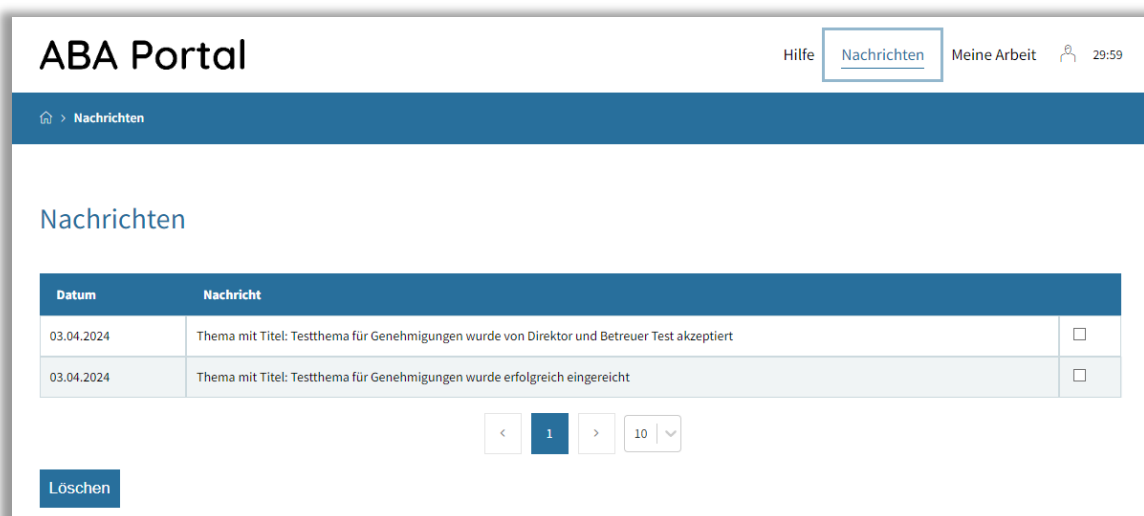 ABA Portal
Hilfe Nachrichten Meine Arbeit 29:59
> Nachrichten
Nachrichten
Datum Nachricht
03.04.2024 Thema mit Titel: Testthema für Genehmigungen wurde von Direktor und Betreuer Test akzeptiert
03.04.2024 Thema mit Titel: Testthema für Genehmigungen wurde erfolgreich eingereicht
< 1 > 10
Löschen